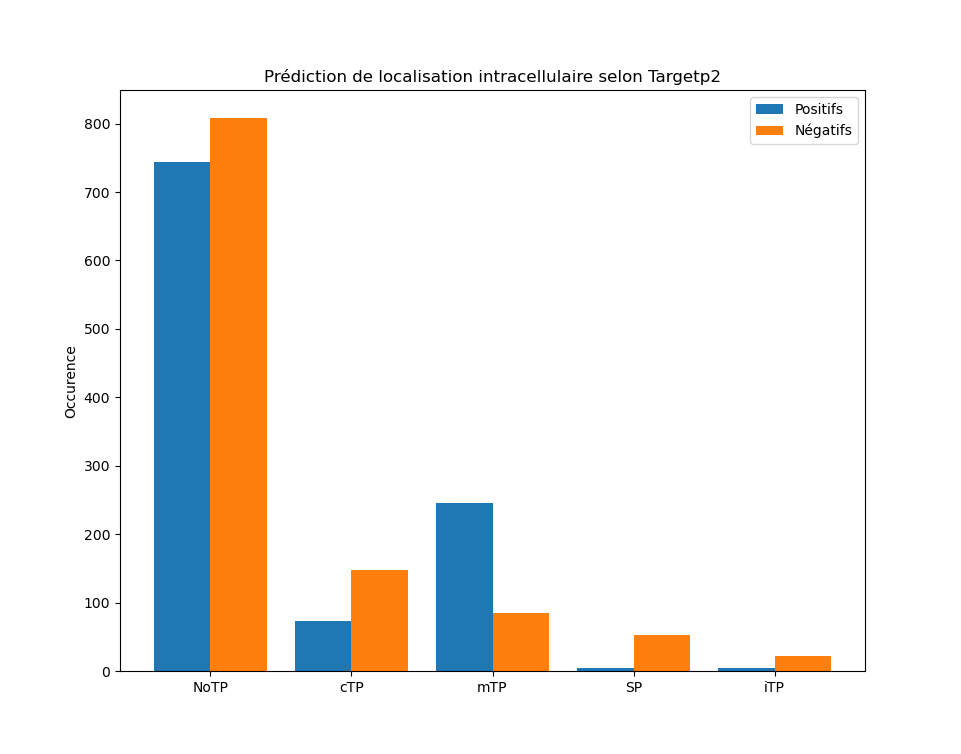 Prédiction de localisation intracellulaire selon Targetp2
Positifs
Négatifs
Occurence
800
700
600
500
400
300
200
100
0
NoTP cTP mTP SP iTP